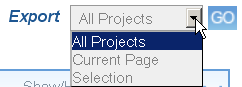 Export All Projects GO
All Projects
Current Page
Selection
Show/